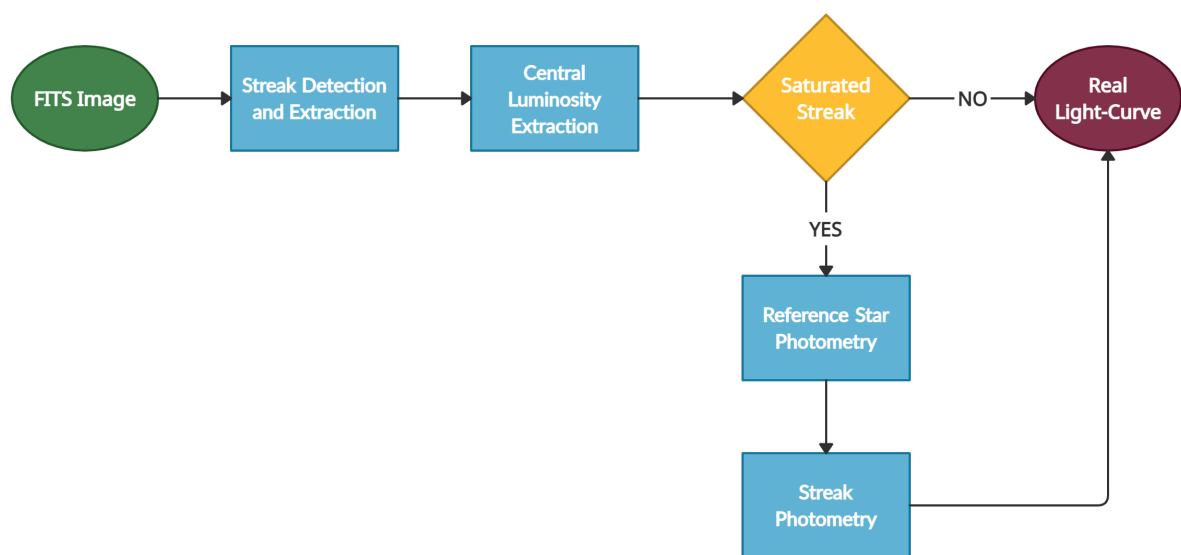 FITS Image
Streak Detection
and Extraction
Central
Luminosity
Extraction
Saturated
Streak
NO
Real
Light-Curve
YES
Reference Star
Photometry
Streak
Photometry